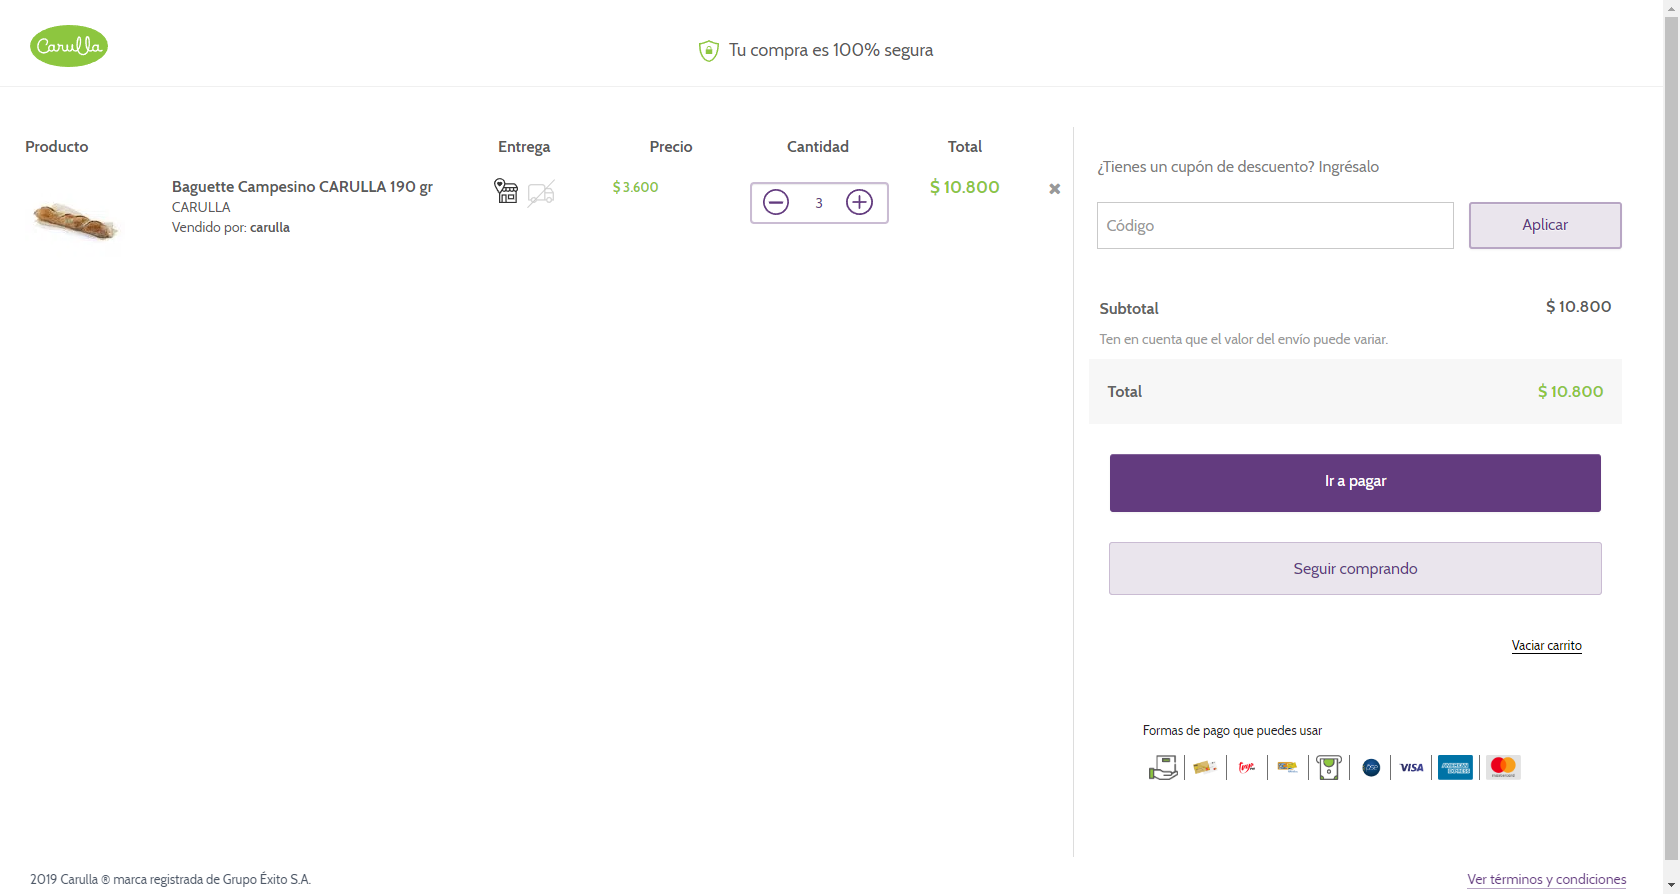 Carulla
Tu compra es 100% segura
Producto Entrega Precio Cantidad Total
Baguette Campesino CARULLA 190 gr
CARULLA
Vendido por: carulla
$ 3.600
3
$ 10.800
¿Tienes un cupón de descuento? Ingrésalo
Código
Aplicar
Subtotal $ 10.800
Ten en cuenta que el valor del envío puede variar.
Total $ 10.800
Ir a pagar
Seguir comprando
Vaciar carrito
Formas de pago que puedes usar
VISA
AMERICAN EXPRESS
mastercard
2019 Carulla ® marca registrada de Grupo Éxito S.A.
Ver términos y condiciones